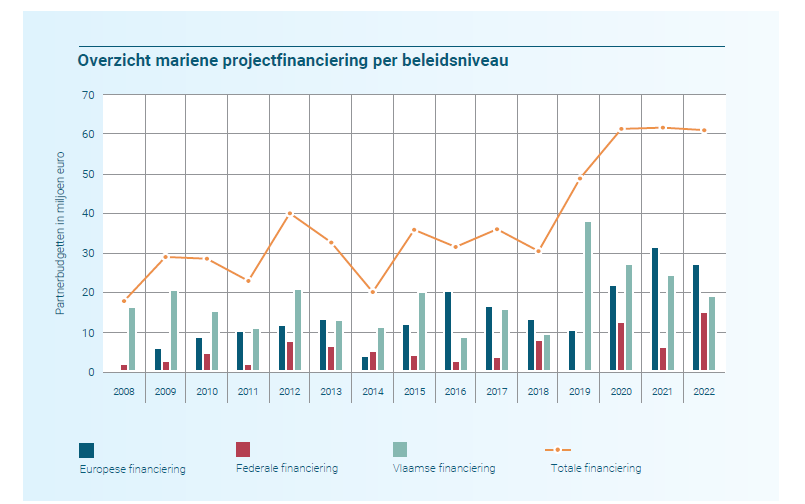 Overzicht mariene projectfinanciering per beleidsniveau
Partnerbudgetten in miljoen euro
70
60
50
40
30
20
10
0
2008 2009 2010 2011 2012 2013 2014 2015 2016 2017 2018 2019 2020 2021 2022
Europese financiering Federale financiering Vlaamse financiering Totale financiering